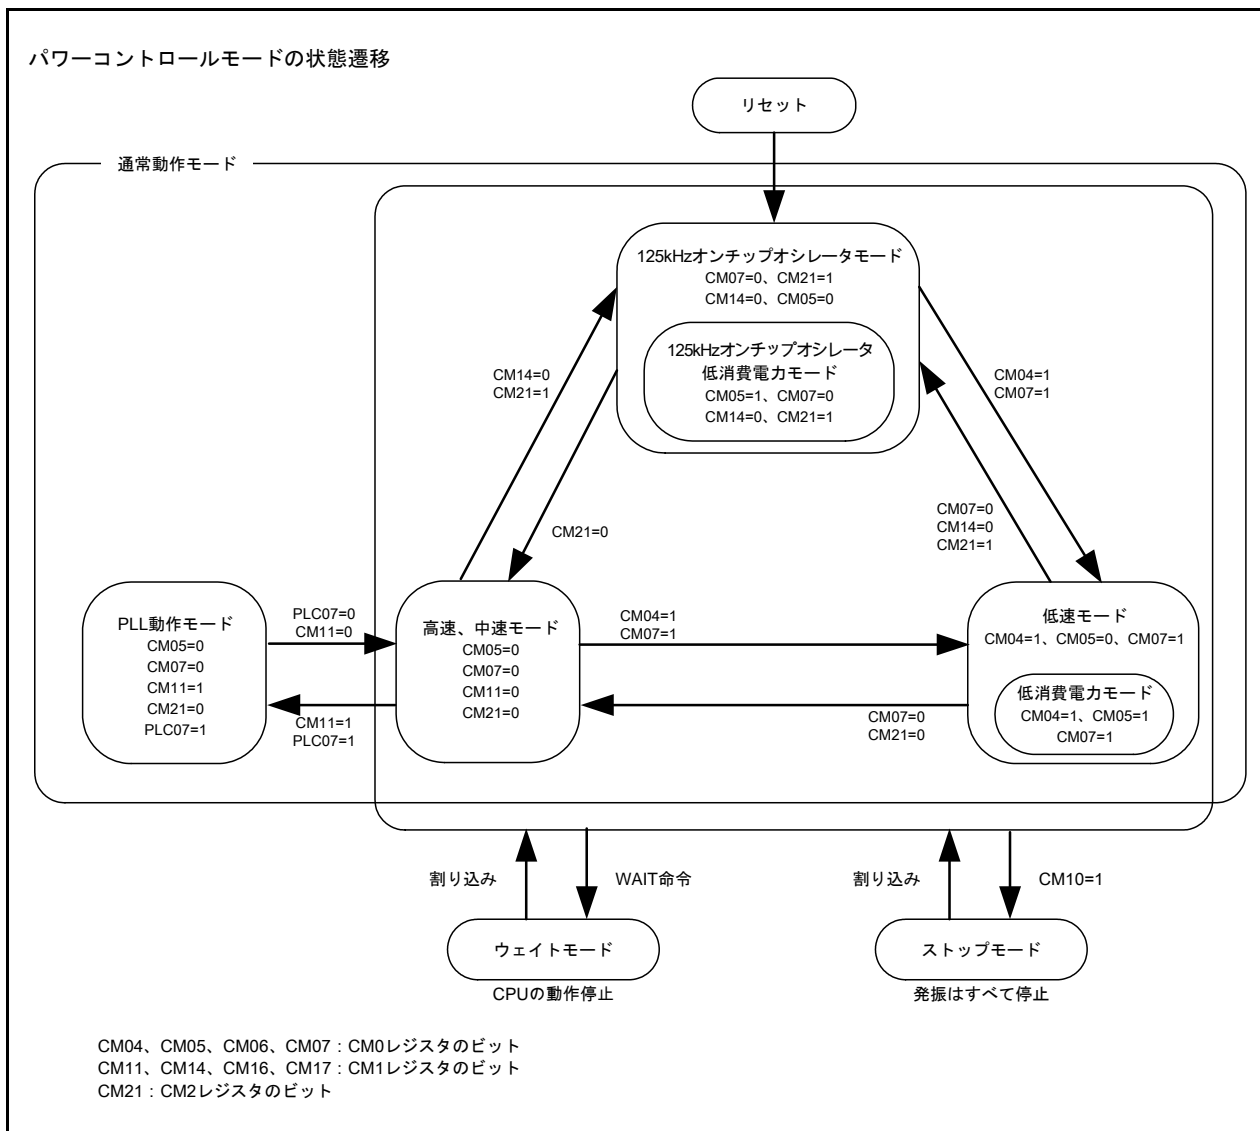 パワーコントロールモードの状態遷移
リセット
通常動作モード
125kHzオンチップオシレータモード
CM07=0、CM21=1
CM14=0、CM05=0
125kHzオンチップオシレータ
低消費電力モード
CM05=1、CM07=0
CM14=0、CM21=1
CM14=0
CM21=1
CM04=1
CM07=1
CM21=0
CM07=0
CM14=0
CM21=1
PLL動作モード
CM05=0
CM07=0
CM11=1
CM21=0
PLC07=1
PLC07=0
CM11=0
CM11=1
PLC07=1
高速、中速モード
CM05=0
CM07=0
CM11=0
CM21=0
CM04=1
CM07=1
CM07=0
CM21=0
低速モード
CM04=1、CM05=0、CM07=1
低消費電力モード
CM04=1、CM05=1
CM07=1
割り込み
WAIT命令
割り込み
CM10=1
ウェイトモード
CPUの動作停止
ストップモード
発振はすべて停止
CM04、CM05、CM06、CM07：CM0レジスタのビット
CM11、CM14、CM16、CM17：CM1レジスタのビット
CM21：CM2レジスタのビット